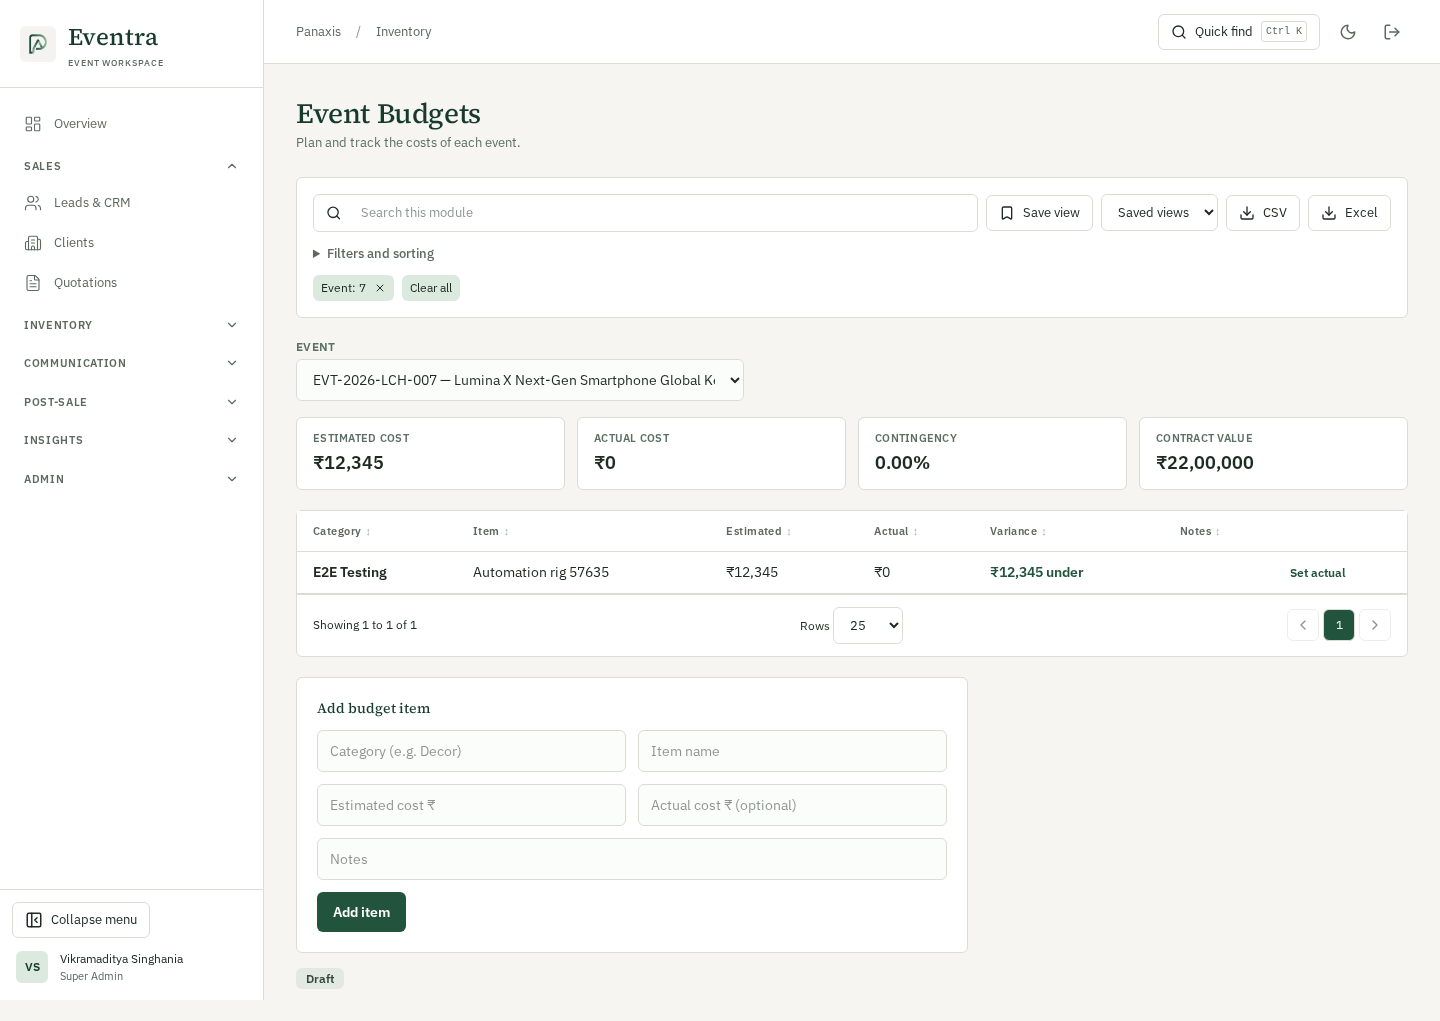 Eventra
EVENT WORKSPACE
Panaxis / Inventory
Quick find Ctrl K
Overview
SALES
Leads & CRM
Clients
Quotations
INVENTORY
COMMUNICATION
POST-SALE
INSIGHTS
ADMIN
Collapse menu
VS
Vikramaditya Singhania
Super Admin
Event Budgets
Plan and track the costs of each event.
Search this module
Save view
Saved views
CSV
Excel
Filters and sorting
Event: 7 ×
Clear all
EVENT
EVT-2026-LCH-007 — Lumina X Next-Gen Smartphone Global
ESTIMATED COST
₹12,345
ACTUAL COST
₹0
CONTINGENCY
0.00%
CONTRACT VALUE
₹22,00,000
Category ↕ Item ↕ Estimated ↕ Actual ↕ Variance ↕ Notes ↕
E2E Testing Automation rig 57635 ₹12,345 ₹0 ₹12,345 under Set actual
Showing 1 to 1 of 1 Rows 25 1
Add budget item
Category (e.g. Decor) Item name
Estimated cost ₹ Actual cost ₹ (optional)
Notes
Add item
Draft